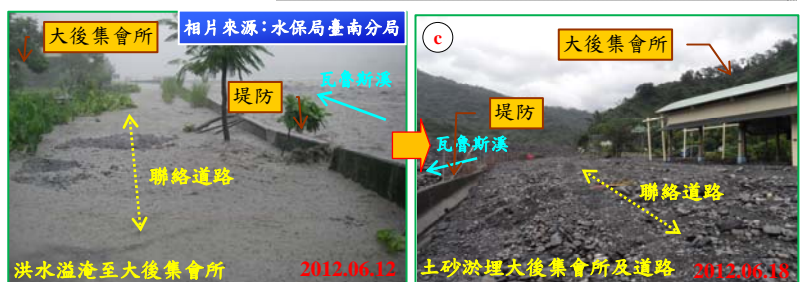 相片來源：水保局臺南分局
大後集會所
堤防
瓦魯斯溪
聯絡道路
洪水溢淹至大後集會所
2012.06.12
c
大後集會所
堤防
瓦魯斯溪
聯絡道路
土砂淤埋大後集會所及道路
2012.06.18